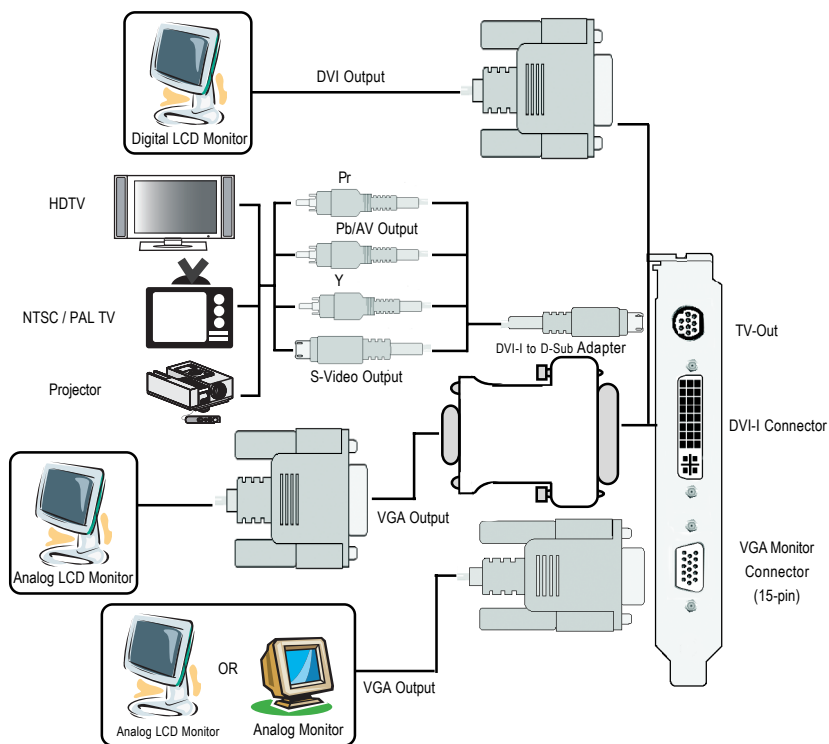 DVI Output
Digital LCD Monitor
Pr
HDTV
Pb/AV Output
Y
NTSC / PAL TV
TV-Out
DVI-I to D-Sub Adapter
S-Video Output
Projector
DVI-I Connector
VGA Output
VGA Monitor
Connector
(15-pin)
Analog LCD Monitor
OR
VGA Output
Analog LCD Monitor
Analog Monitor